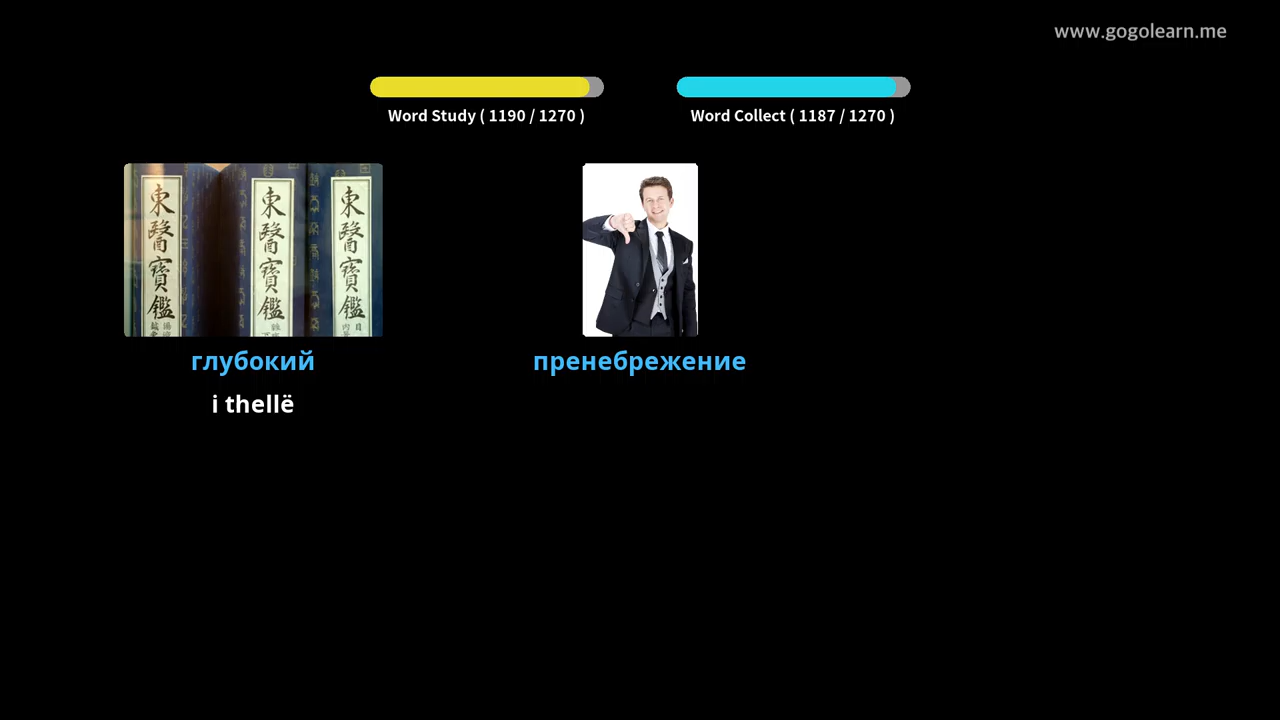 www.gogolearn.me
Word Study ( 1190 / 1270 )
Word Collect ( 1187 / 1270 )
東醫寶鑑
東醫寶鑑
東醫寶鑑
глубокий
пренебрежение
i thellë